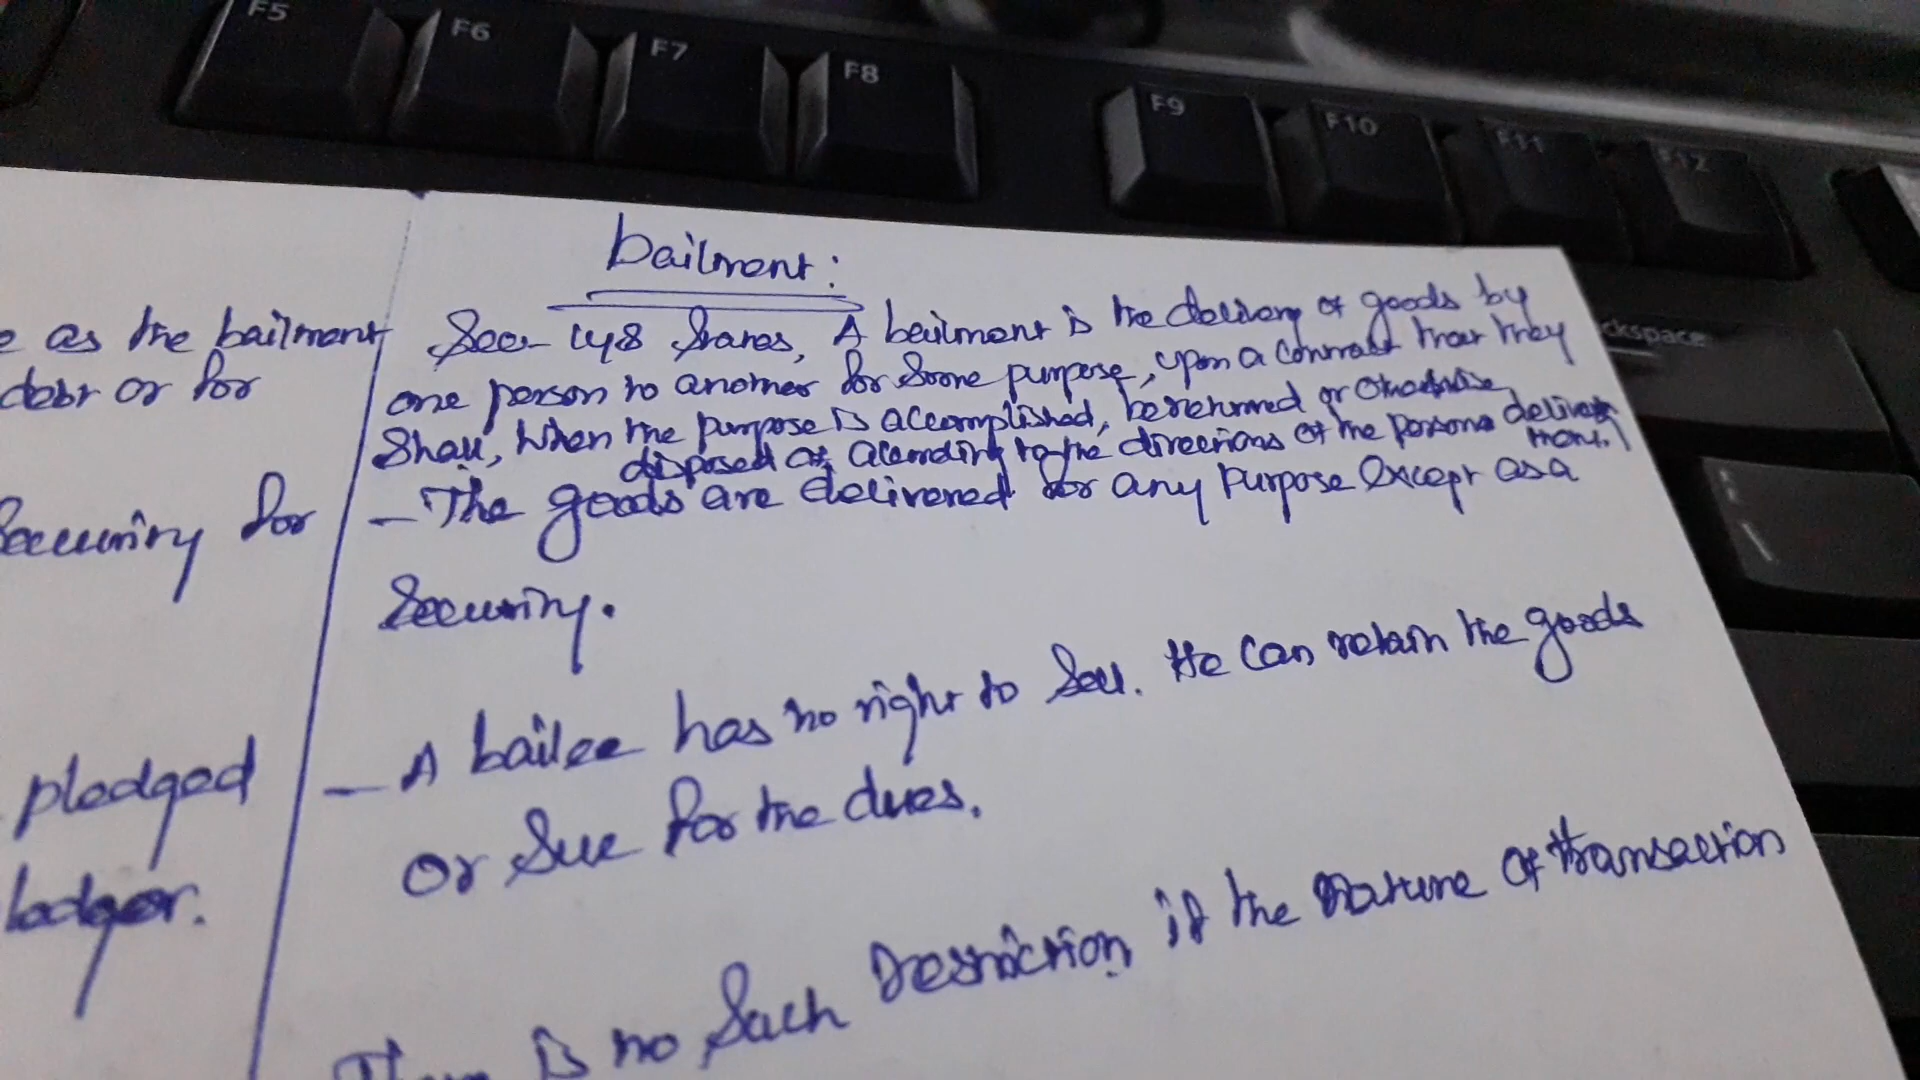 F5 F6 F7 F8 F9 F10 F11 F12
ckspace
bailment:
e as the bailment
debt or for
Security for
pledged
Sec- 148 States, A bailment is the delivery of goods by
one person to another for some purpose, upon a contract that they
Shall, when the purpose is accomplished, be returned or otherwise
disposed of according to the directions of the persons delivering them.
- The goods are delivered for any purpose except as a
Security.
- A bailee has no right to Sell. He can retain the goods
or Sue for the dues.
is no Such restriction if the nature of transaction